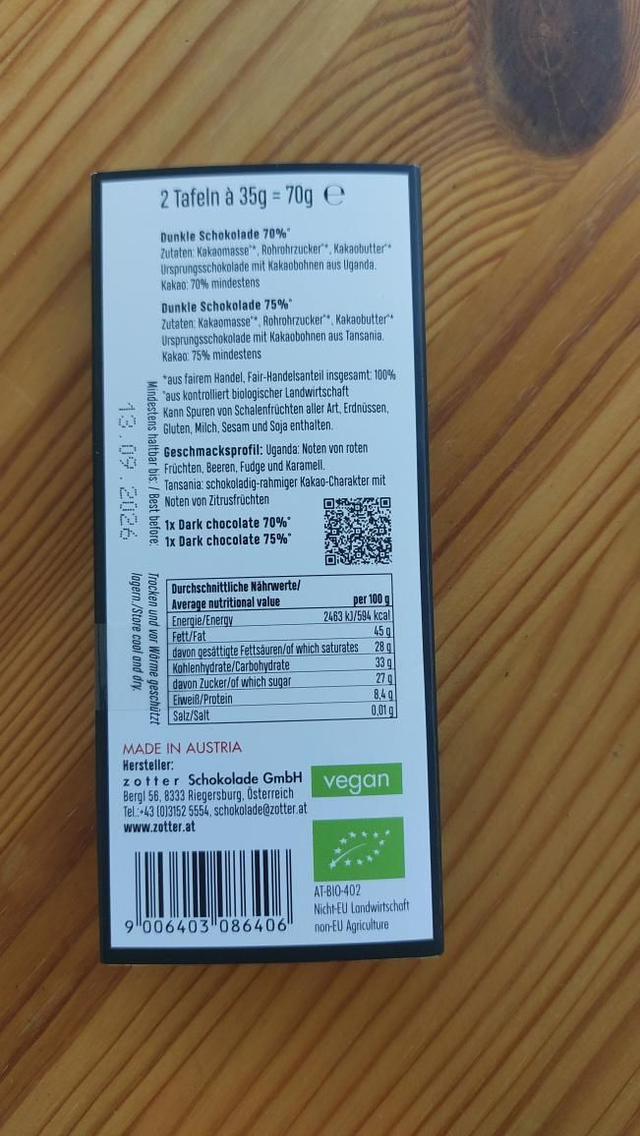 2 Tafeln à 35g = 70g ℮
Dunkle Schokolade 70%°
Zutaten: Kakaomasse°*, Rohrohrzucker°*, Kakaobutter°*
Ursprungsschokolade mit Kakaobohnen aus Uganda.
Kakao: 70% mindestens
Dunkle Schokolade 75%°
Zutaten: Kakaomasse°*, Rohrohrzucker°*, Kakaobutter°*
Ursprungsschokolade mit Kakaobohnen aus Tansania.
Kakao: 75% mindestens
*aus fairem Handel, Fair-Handelsanteil insgesamt: 100%
°aus kontrolliert biologischer Landwirtschaft
Kann Spuren von Schalenfrüchten aller Art, Erdnüssen,
Gluten, Milch, Sesam und Soja enthalten.
Geschmacksprofil: Uganda: Noten von roten
Früchten, Beeren, Fudge und Karamell.
Tansania: schokoladig-rahmiger Kakao-Charakter mit
Noten von Zitrusfrüchten
1x Dark chocolate 70%°
1x Dark chocolate 75%°
Mindestens haltbar bis: / Best before:
13.09.2026
Trocken und vor Wärme geschützt
lagern./Store cool and dry.
Durchschnittliche Nährwerte/
Average nutritional value per 100 g
Energie/Energy 2463 kJ/594 kcal
Fett/Fat 45 g
davon gesättigte Fettsäuren/of which saturates 28 g
Kohlenhydrate/Carbohydrate 33 g
davon Zucker/of which sugar 27 g
Eiweiß/Protein 8,4 g
Salz/Salt 0,01 g
MADE IN AUSTRIA
Hersteller:
zotter Schokolade GmbH
Bergl 56, 8333 Riegersburg, Österreich
Tel.:+43 (0)3152 5554, schokolade@zotter.at
www.zotter.at
vegan
AT-BIO-402
Nicht-EU Landwirtschaft
non-EU Agriculture
9 006403 086406